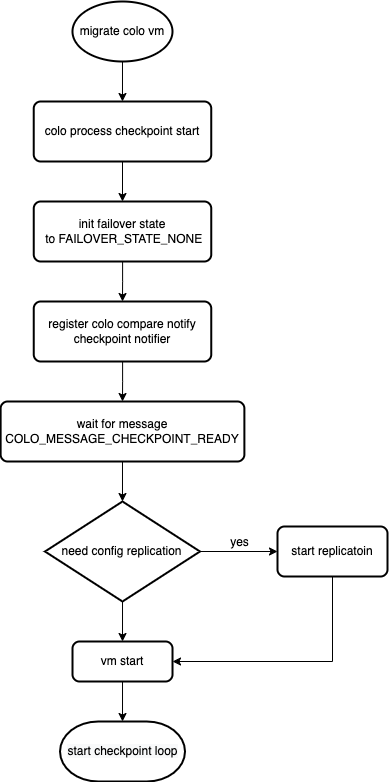 migrate colo vm
colo process checkpoint start
init failover state
to FAILOVER_STATE_NONE
register colo compare notify
checkpoint notifier
wait for message
COLO_MESSAGE_CHECKPOINT_READY
need config replication
yes
start replicatoin
vm start
start checkpoint loop